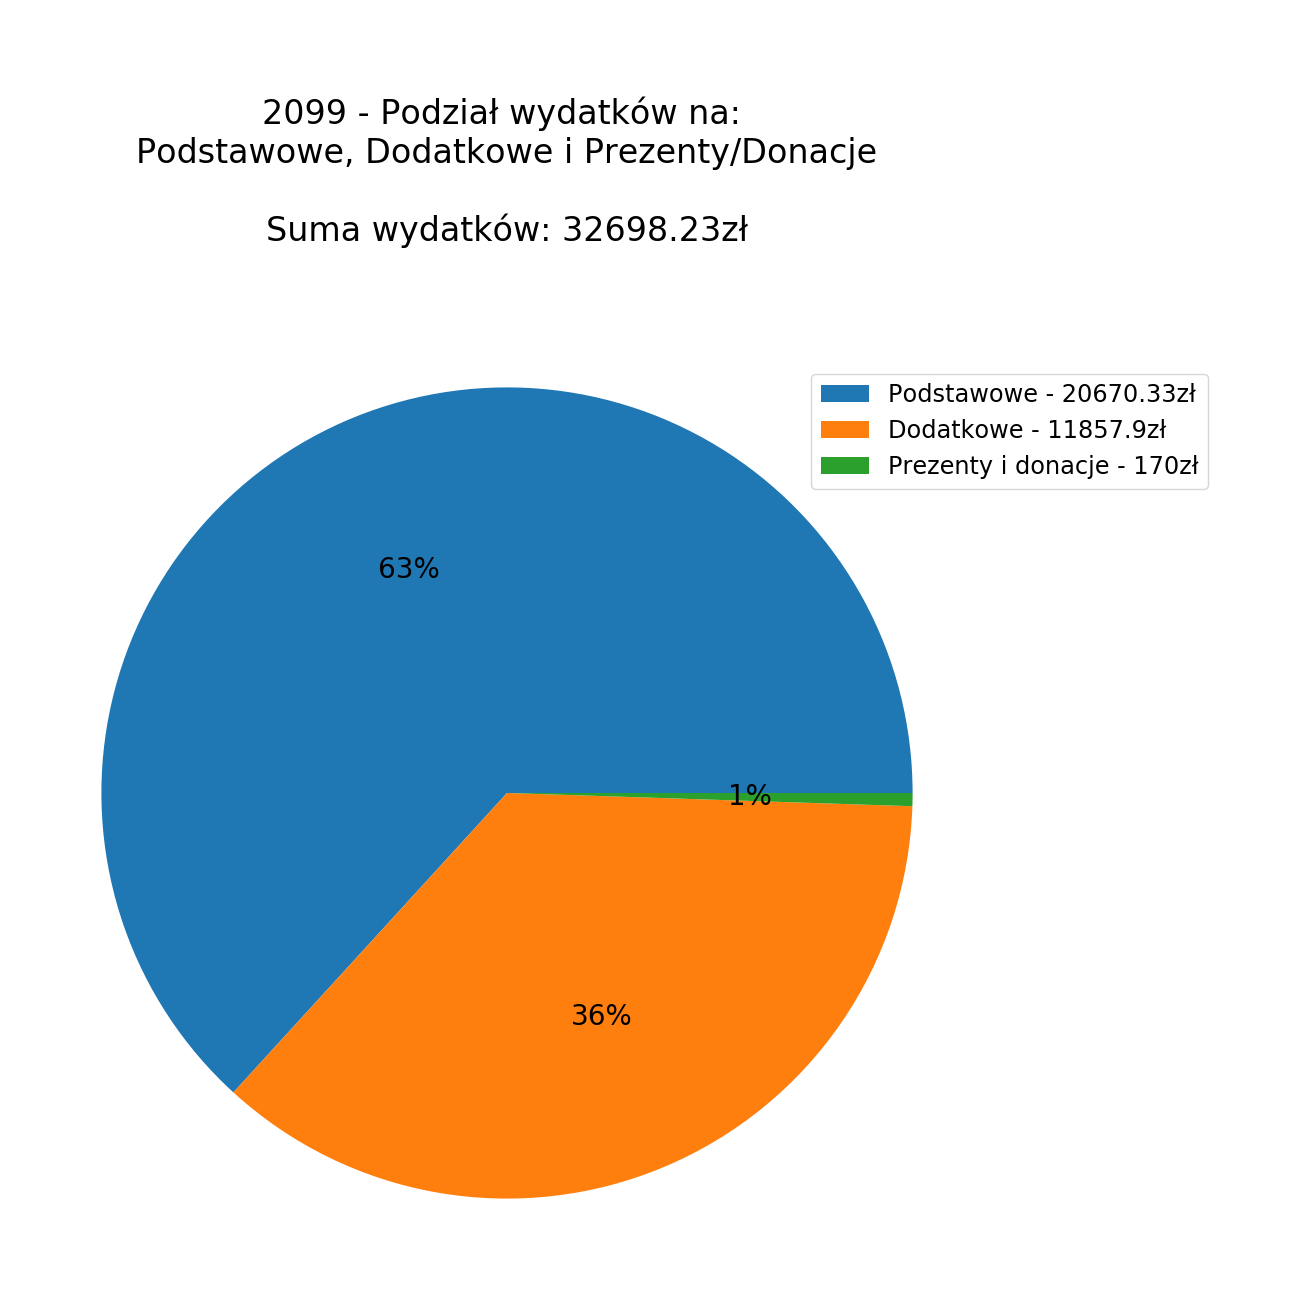 2099 - Podział wydatków na:
Podstawowe, Dodatkowe i Prezenty/Donacje
Suma wydatków: 32698.23zł
Podstawowe - 20670.33zł
Dodatkowe - 11857.9zł
Prezenty i donacje - 170zł
63%
1%
36%